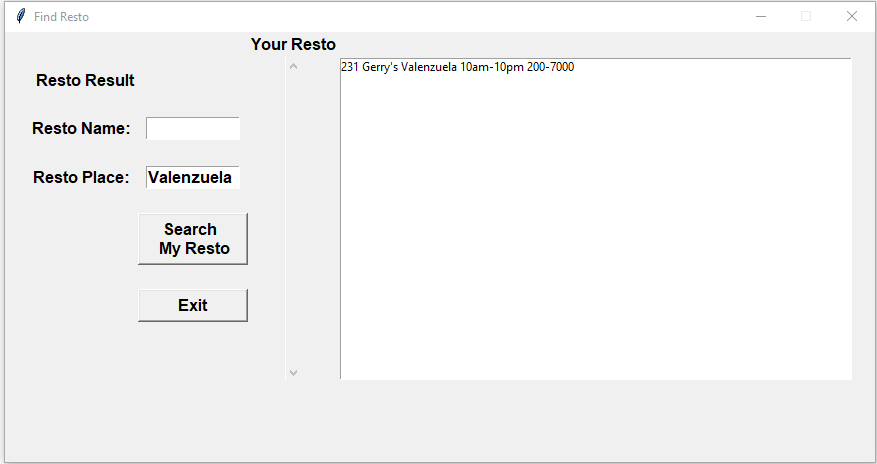 Find Resto
Your Resto
Resto Result
231 Gerry's Valenzuela 10am-10pm 200-7000
Resto Name:
Resto Place: Valenzuela
Search
My Resto
Exit